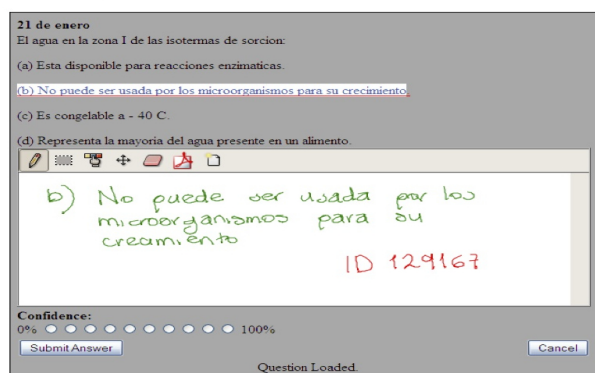 21 de enero
El agua en la zona I de las isotermas de sorcion:
(a) Esta disponible para reacciones enzimaticas.
(b) No puede ser usada por los microorganismos para su crecimiento.
(c) Es congelable a - 40 C.
(d) Representa la mayoria del agua presente en un alimento.
b) No puede ser usada por los
microorganismos para su
crecimiento
ID 129167
Confidence:
0% 100%
Submit Answer Cancel
Question Loaded.